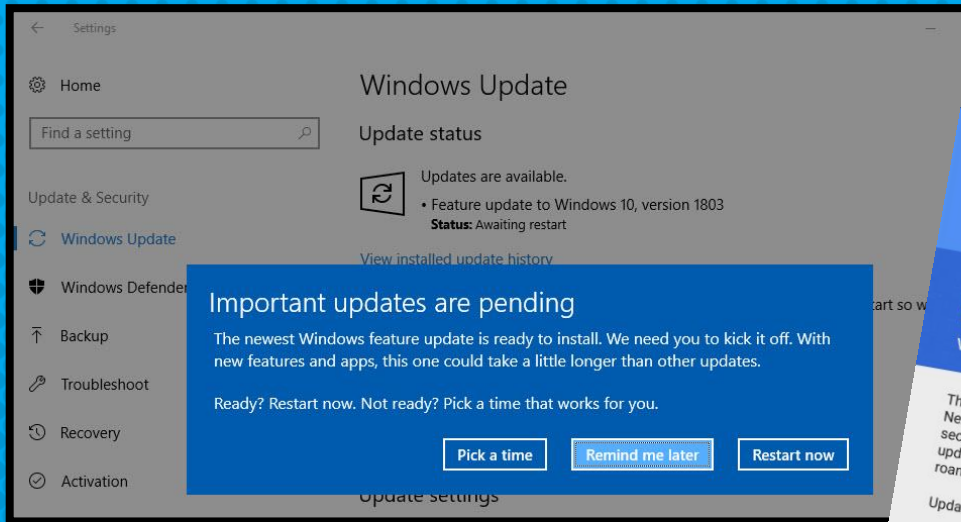 Settings
Home
Find a setting
Update & Security
Windows Update
Windows Defender
Backup
Troubleshoot
Recovery
Activation
Windows Update
Update status
Updates are available.
• Feature update to Windows 10, version 1803
Status: Awaiting restart
View installed update history
Important updates are pending
The newest Windows feature update is ready to install. We need you to kick it off. With
new features and apps, this one could take a little longer than other updates.
Ready? Restart now. Not ready? Pick a time that works for you.
Pick a time
Remind me later
Restart now
Update settings